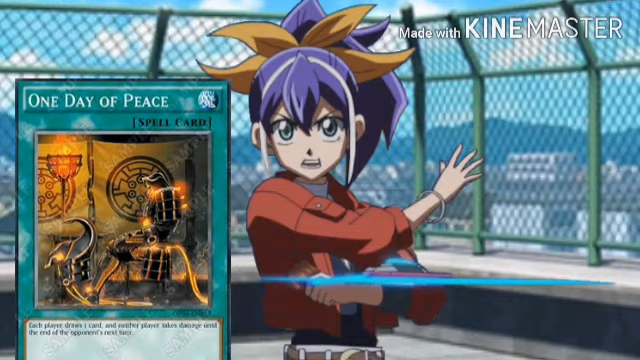 Made with KINEMASTER
ONE DAY OF PEACE
[SPELL CARD]
Each player draws 1 card, and neither player takes damage until
the end of the opponent's next turn.